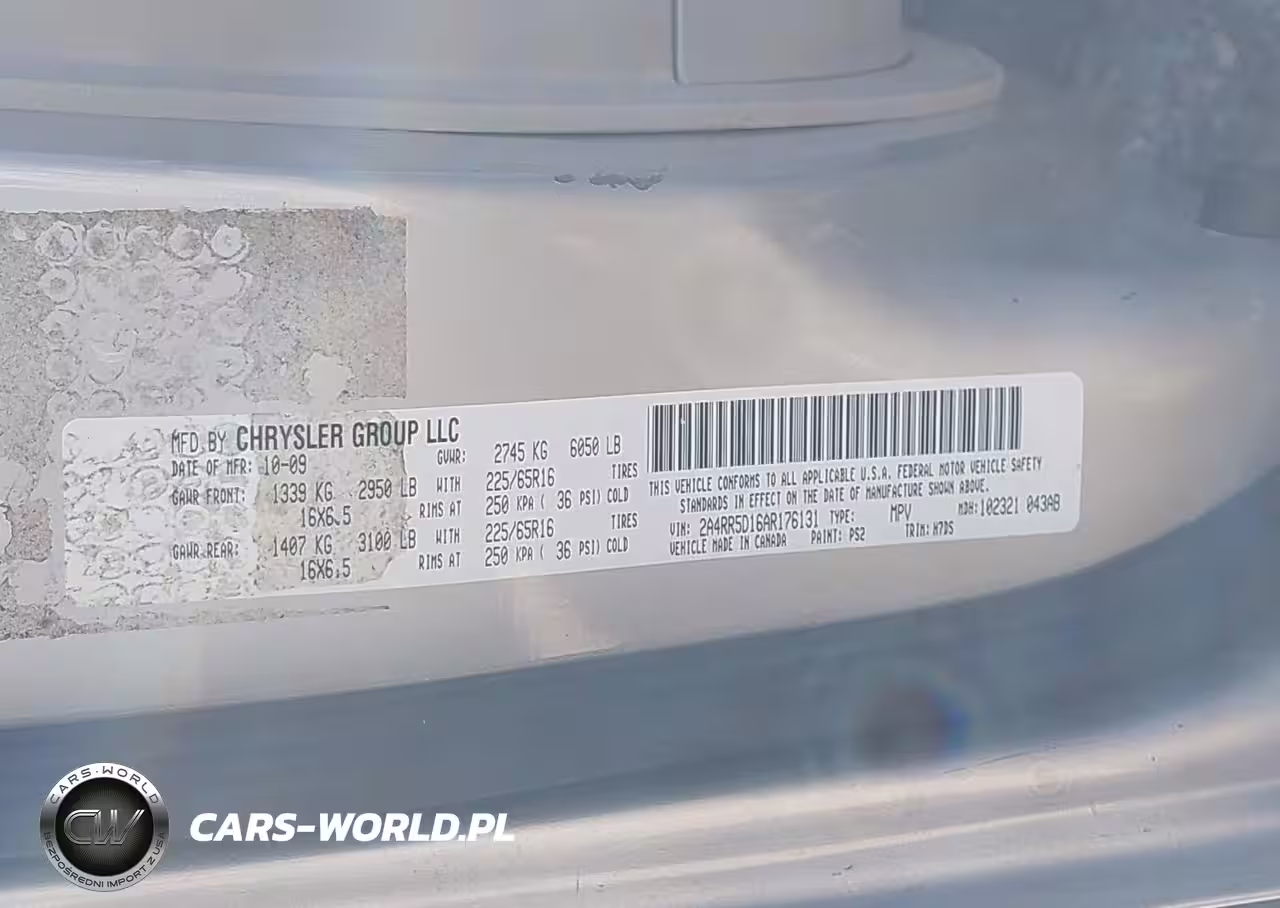 MFD BY CHRYSLER GROUP LLC
DATE OF MFR: 10-09 GVWR: 2745 KG 6050 LB
GAWR FRONT: 1339 KG 2950 LB WITH 225/65R16 TIRES
16X6.5 RIMS AT 250 KPA ( 36 PSI) COLD
GAWR REAR: 1407 KG 3100 LB WITH 225/65R16 TIRES
16X6.5 RIMS AT 250 KPA ( 36 PSI) COLD
THIS VEHICLE CONFORMS TO ALL APPLICABLE U.S.A. FEDERAL MOTOR VEHICLE SAFETY
STANDARDS IN EFFECT ON THE DATE OF MANUFACTURE SHOWN ABOVE.
VIN: 2A4RR5D16AR176131 TYPE: MPV MDH: 102321 043AB
VEHICLE MADE IN CANADA PAINT: PS2 TRIM: M7DS
CARS-WORLD
CW
BEZPOŚREDNI IMPORT Z USA
CARS-WORLD.PL